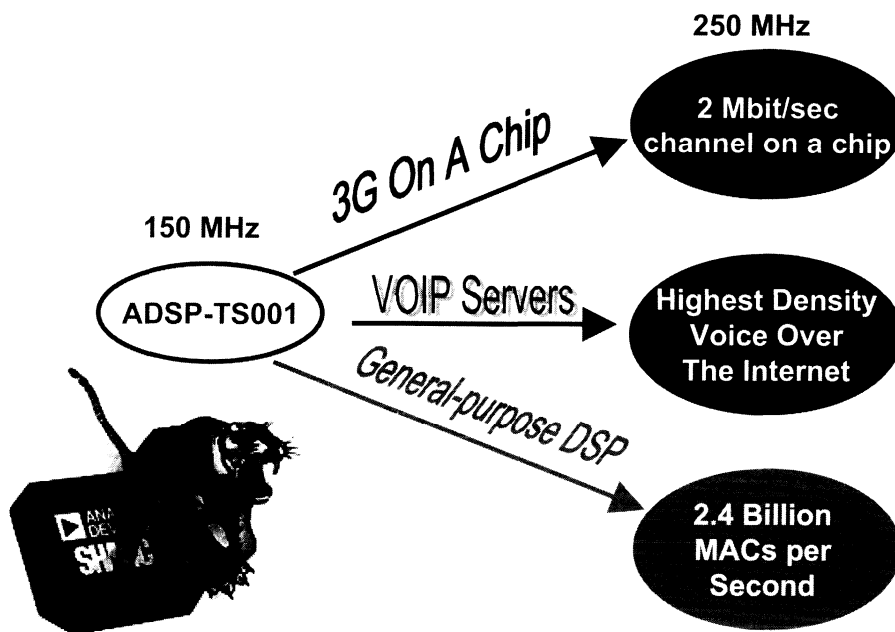 250 MHz
2 Mbit/sec
channel on a chip
3G On A Chip
150 MHz
ADSP-TS001
VOIP Servers
Highest Density
Voice Over
The Internet
General-purpose DSP
2.4 Billion
MACs per
Second